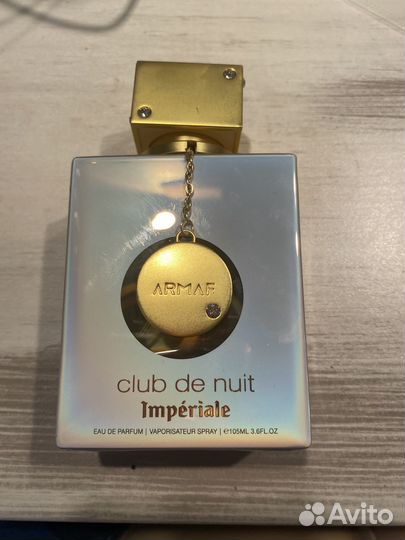 ARMAF
club de nuit
Impériale
EAU DE PARFUM | VAPORISATEUR SPRAY | ℮105ML 3.6FL.OZ
Avito